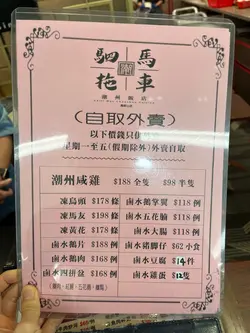 駟馬
拖車
潮州飯店
（自取外賣）
以下價錢只供
星期一至五(假期除外)外賣自取
潮州咸雞 $188 全隻 $98 半隻
凍烏頭 $178 條 鹵水鵝掌翼 $118 例
凍馬友 $198 條 鹵水五花腩 $118 例
凍黃花 $178 條 鹵水大腸 $118 例
鹵水鵝片 $118 例 鹵水豬腳仔 $62 小食
鹵水鵝肉 $168 例 鹵水豆腐 $14 件
鹵水四拼盆 $168 例 鹵水雞蛋 $12 隻